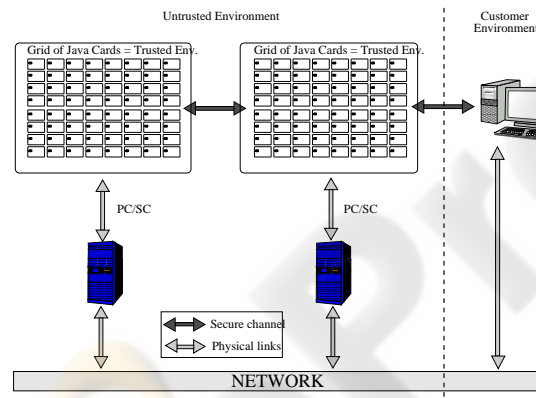 Untrusted Environment
Customer
Environment
Grid of Java Cards = Trusted Env.
Grid of Java Cards = Trusted Env.
PC/SC
PC/SC
Secure channel
Physical links
NETWORK